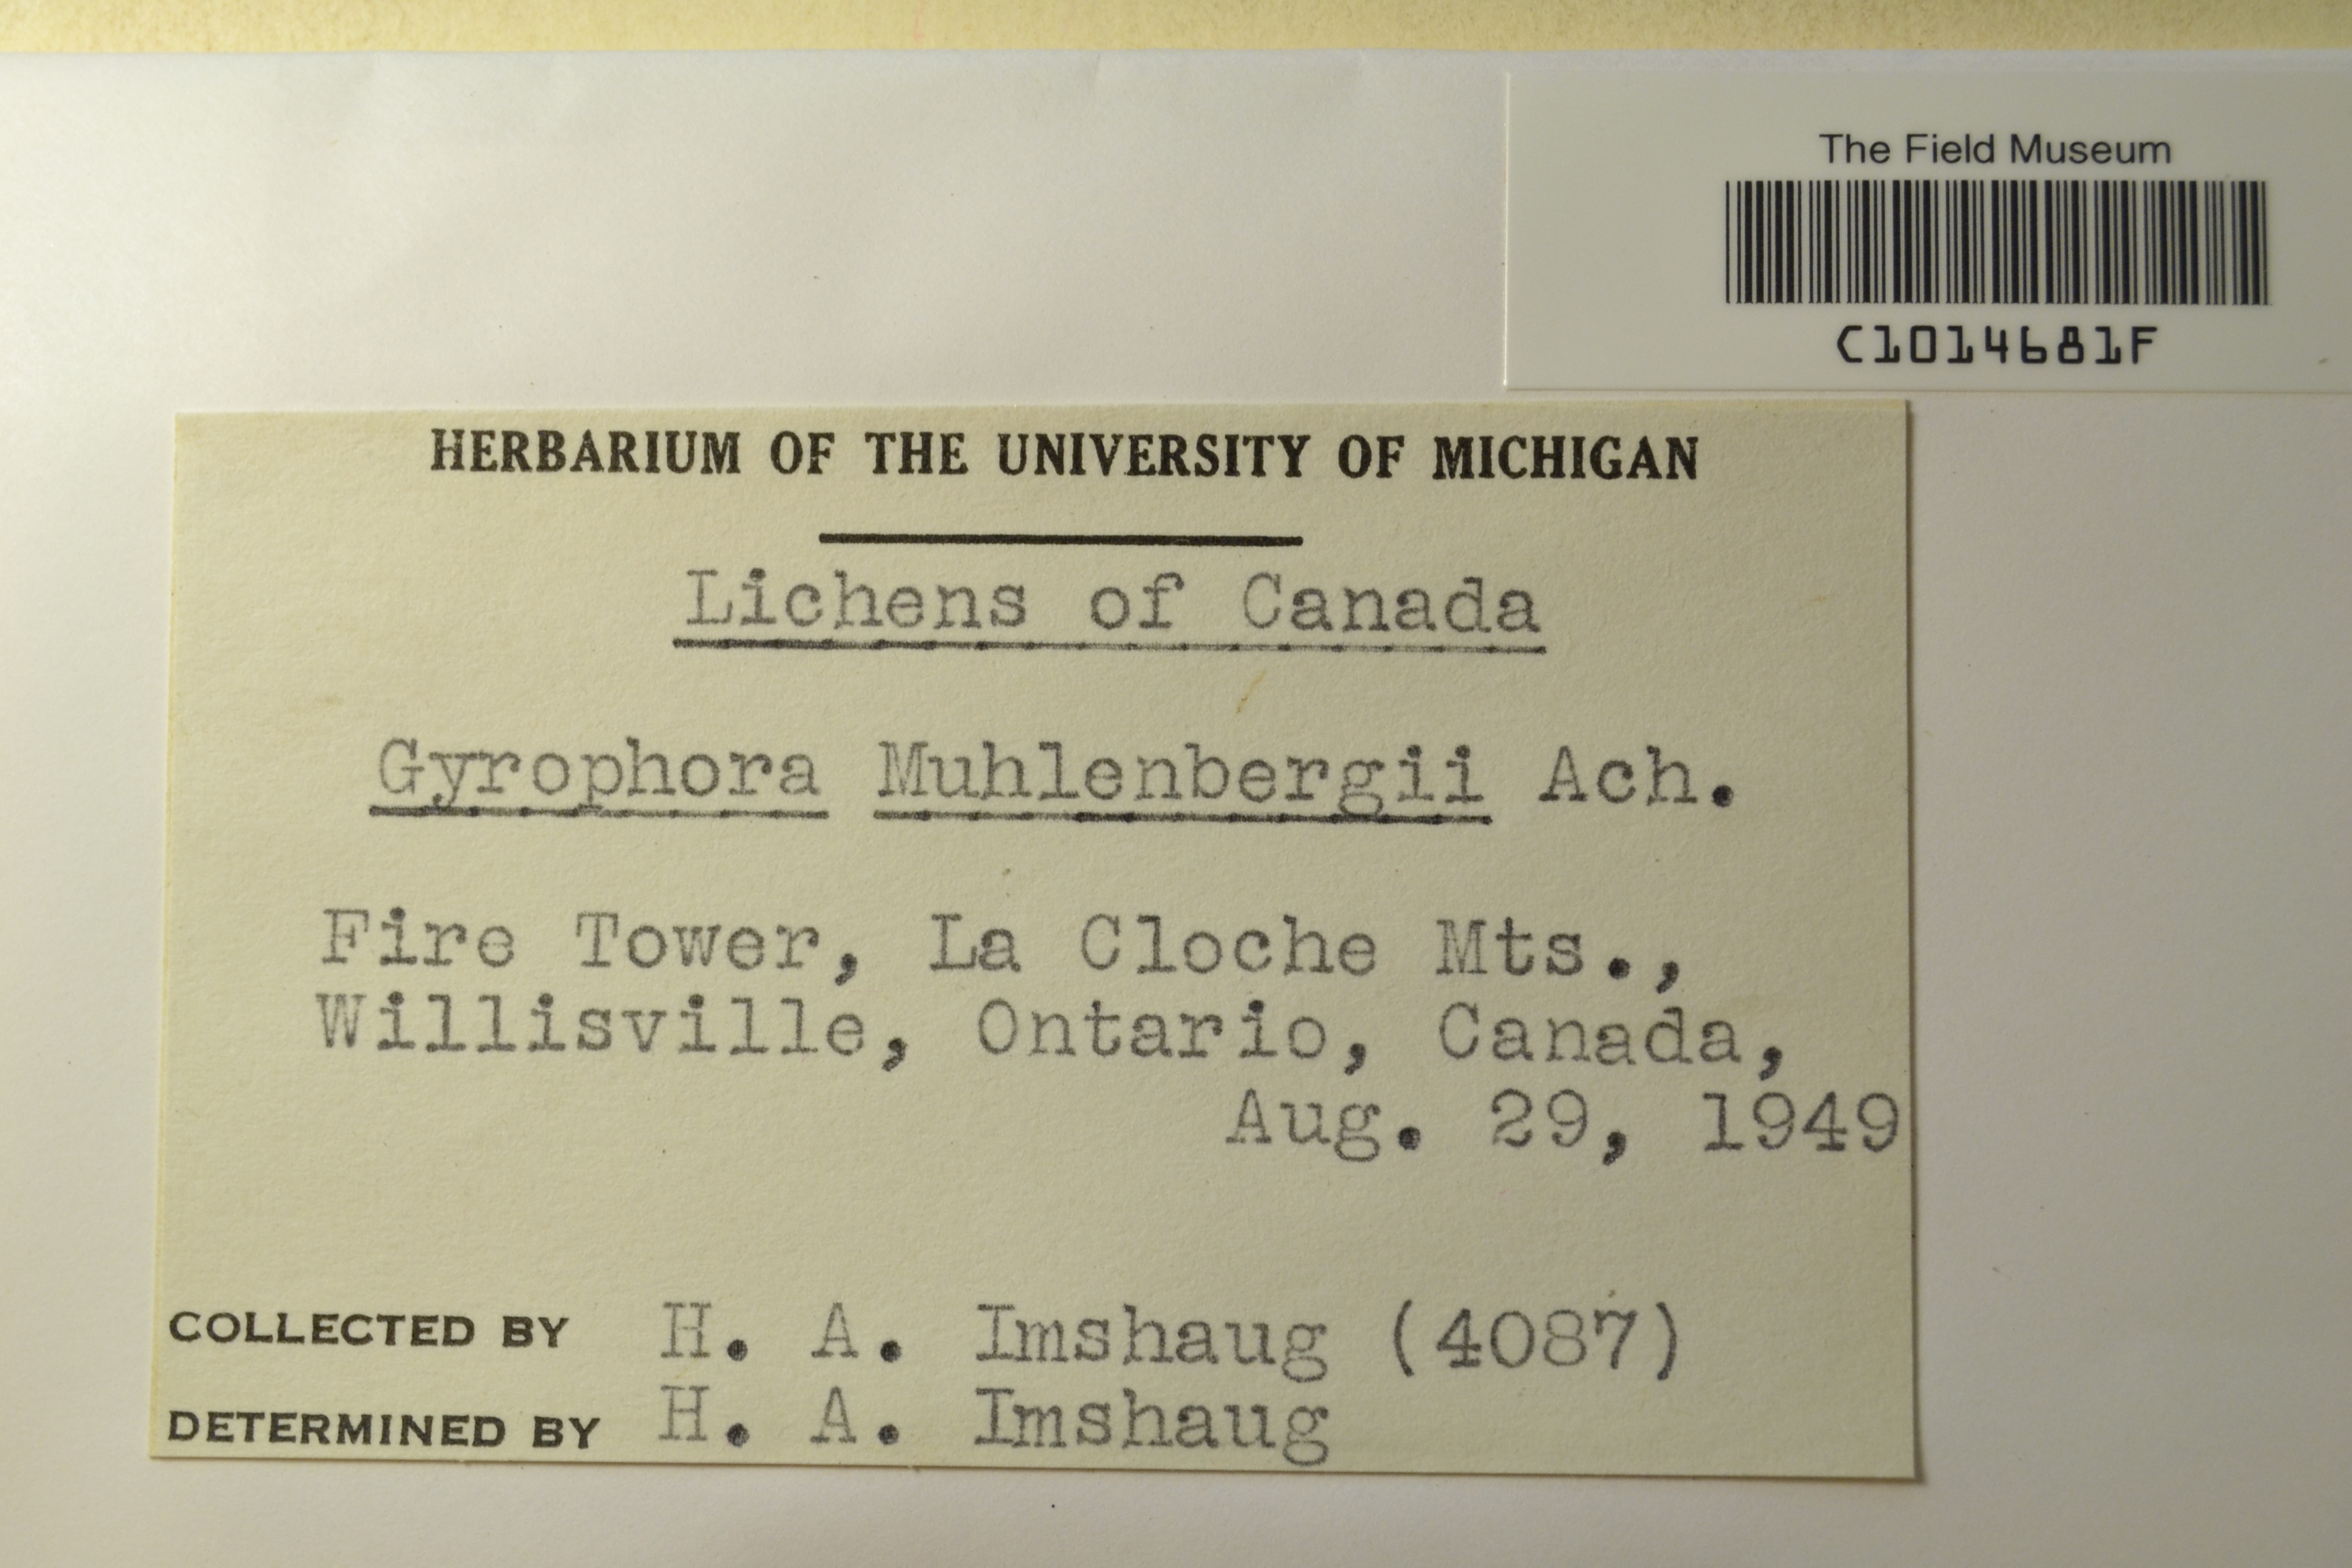 The Field Museum
C1014681F
HERBARIUM OF THE UNIVERSITY OF MICHIGAN
Lichens of Canada
Gyrophora Muhlenbergii Ach.
Fire Tower, La Cloche Mts.,
Willisville, Ontario, Canada,
Aug. 29, 1949
COLLECTED BY H. A. Imshaug (4087)
DETERMINED BY H. A. Imshaug